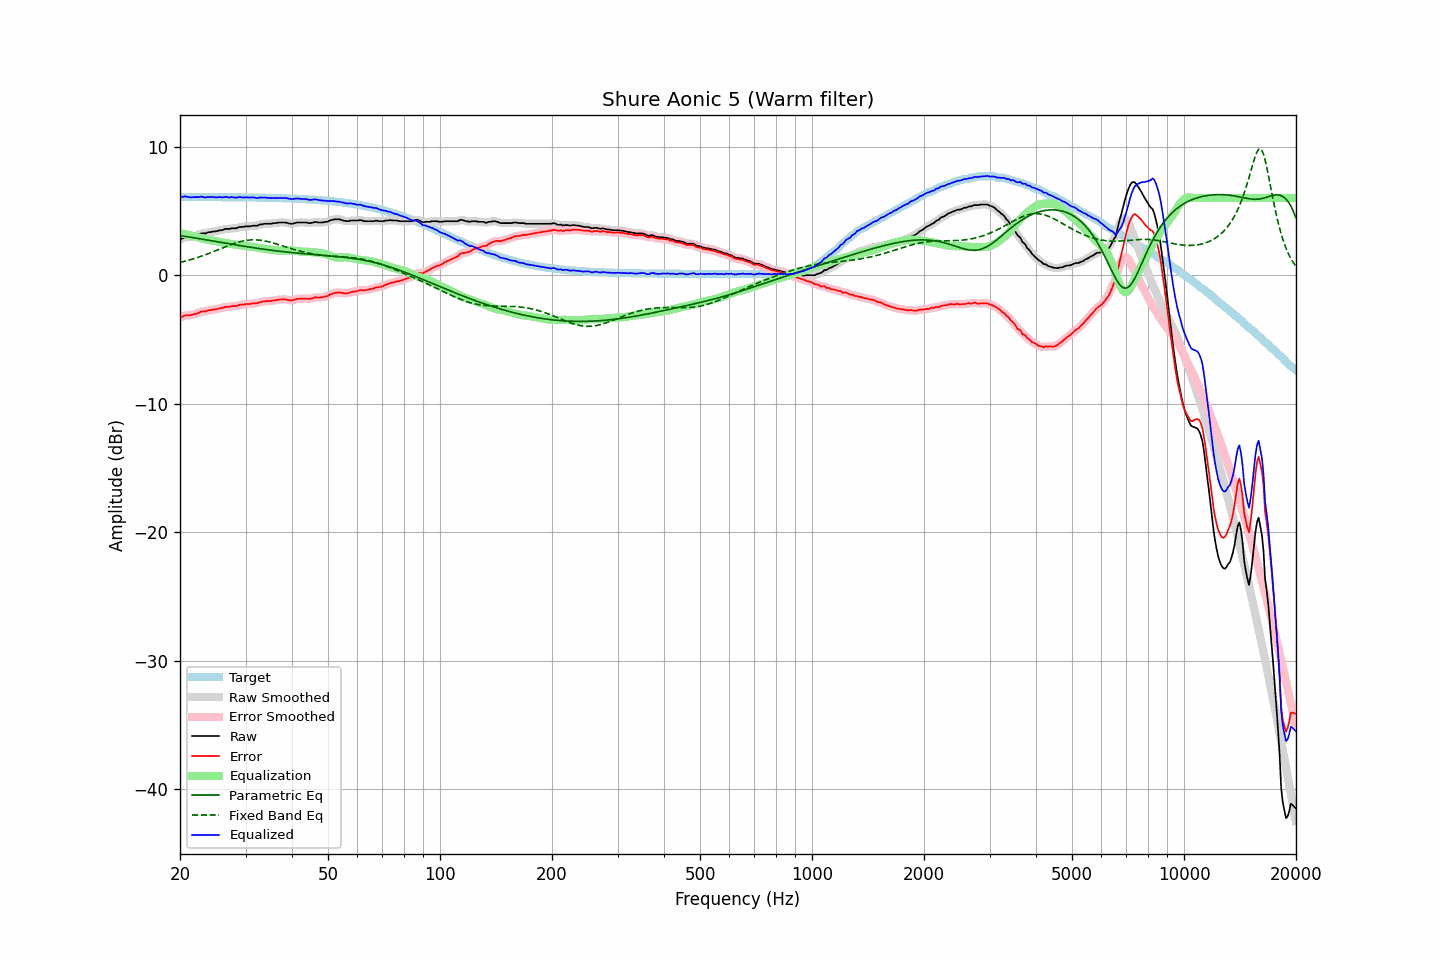 Shure Aonic 5 (Warm filter)
Amplitude (dBr)
10
0
−10
−20
−30
−40
Target
Raw Smoothed
Error Smoothed
Raw
Error
Equalization
Parametric Eq
Fixed Band Eq
Equalized
20 50 100 200 500 1000 2000 5000 10000 20000
Frequency (Hz)